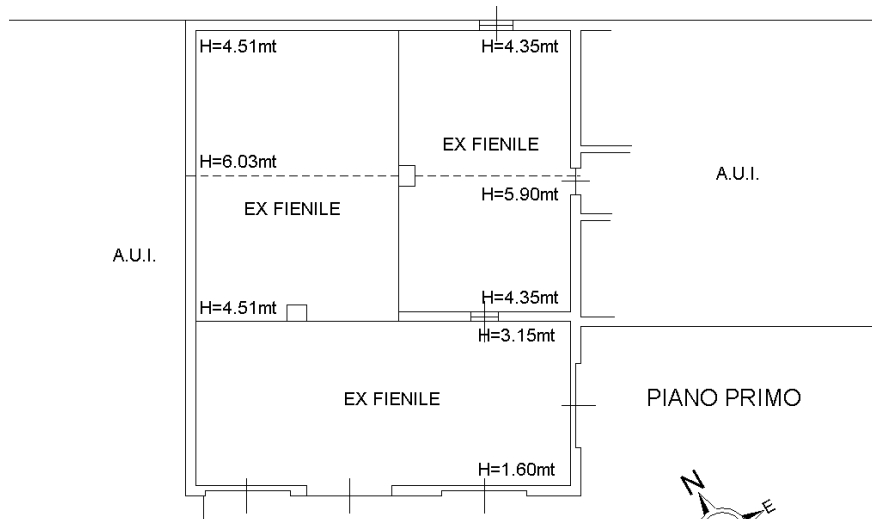 H=4.51mt
H=4.35mt
EX FIENILE
H=6.03mt
A.U.I.
H=5.90mt
EX FIENILE
A.U.I.
H=4.51mt
H=4.35mt
H=3.15mt
EX FIENILE
PIANO PRIMO
H=1.60mt
N
E